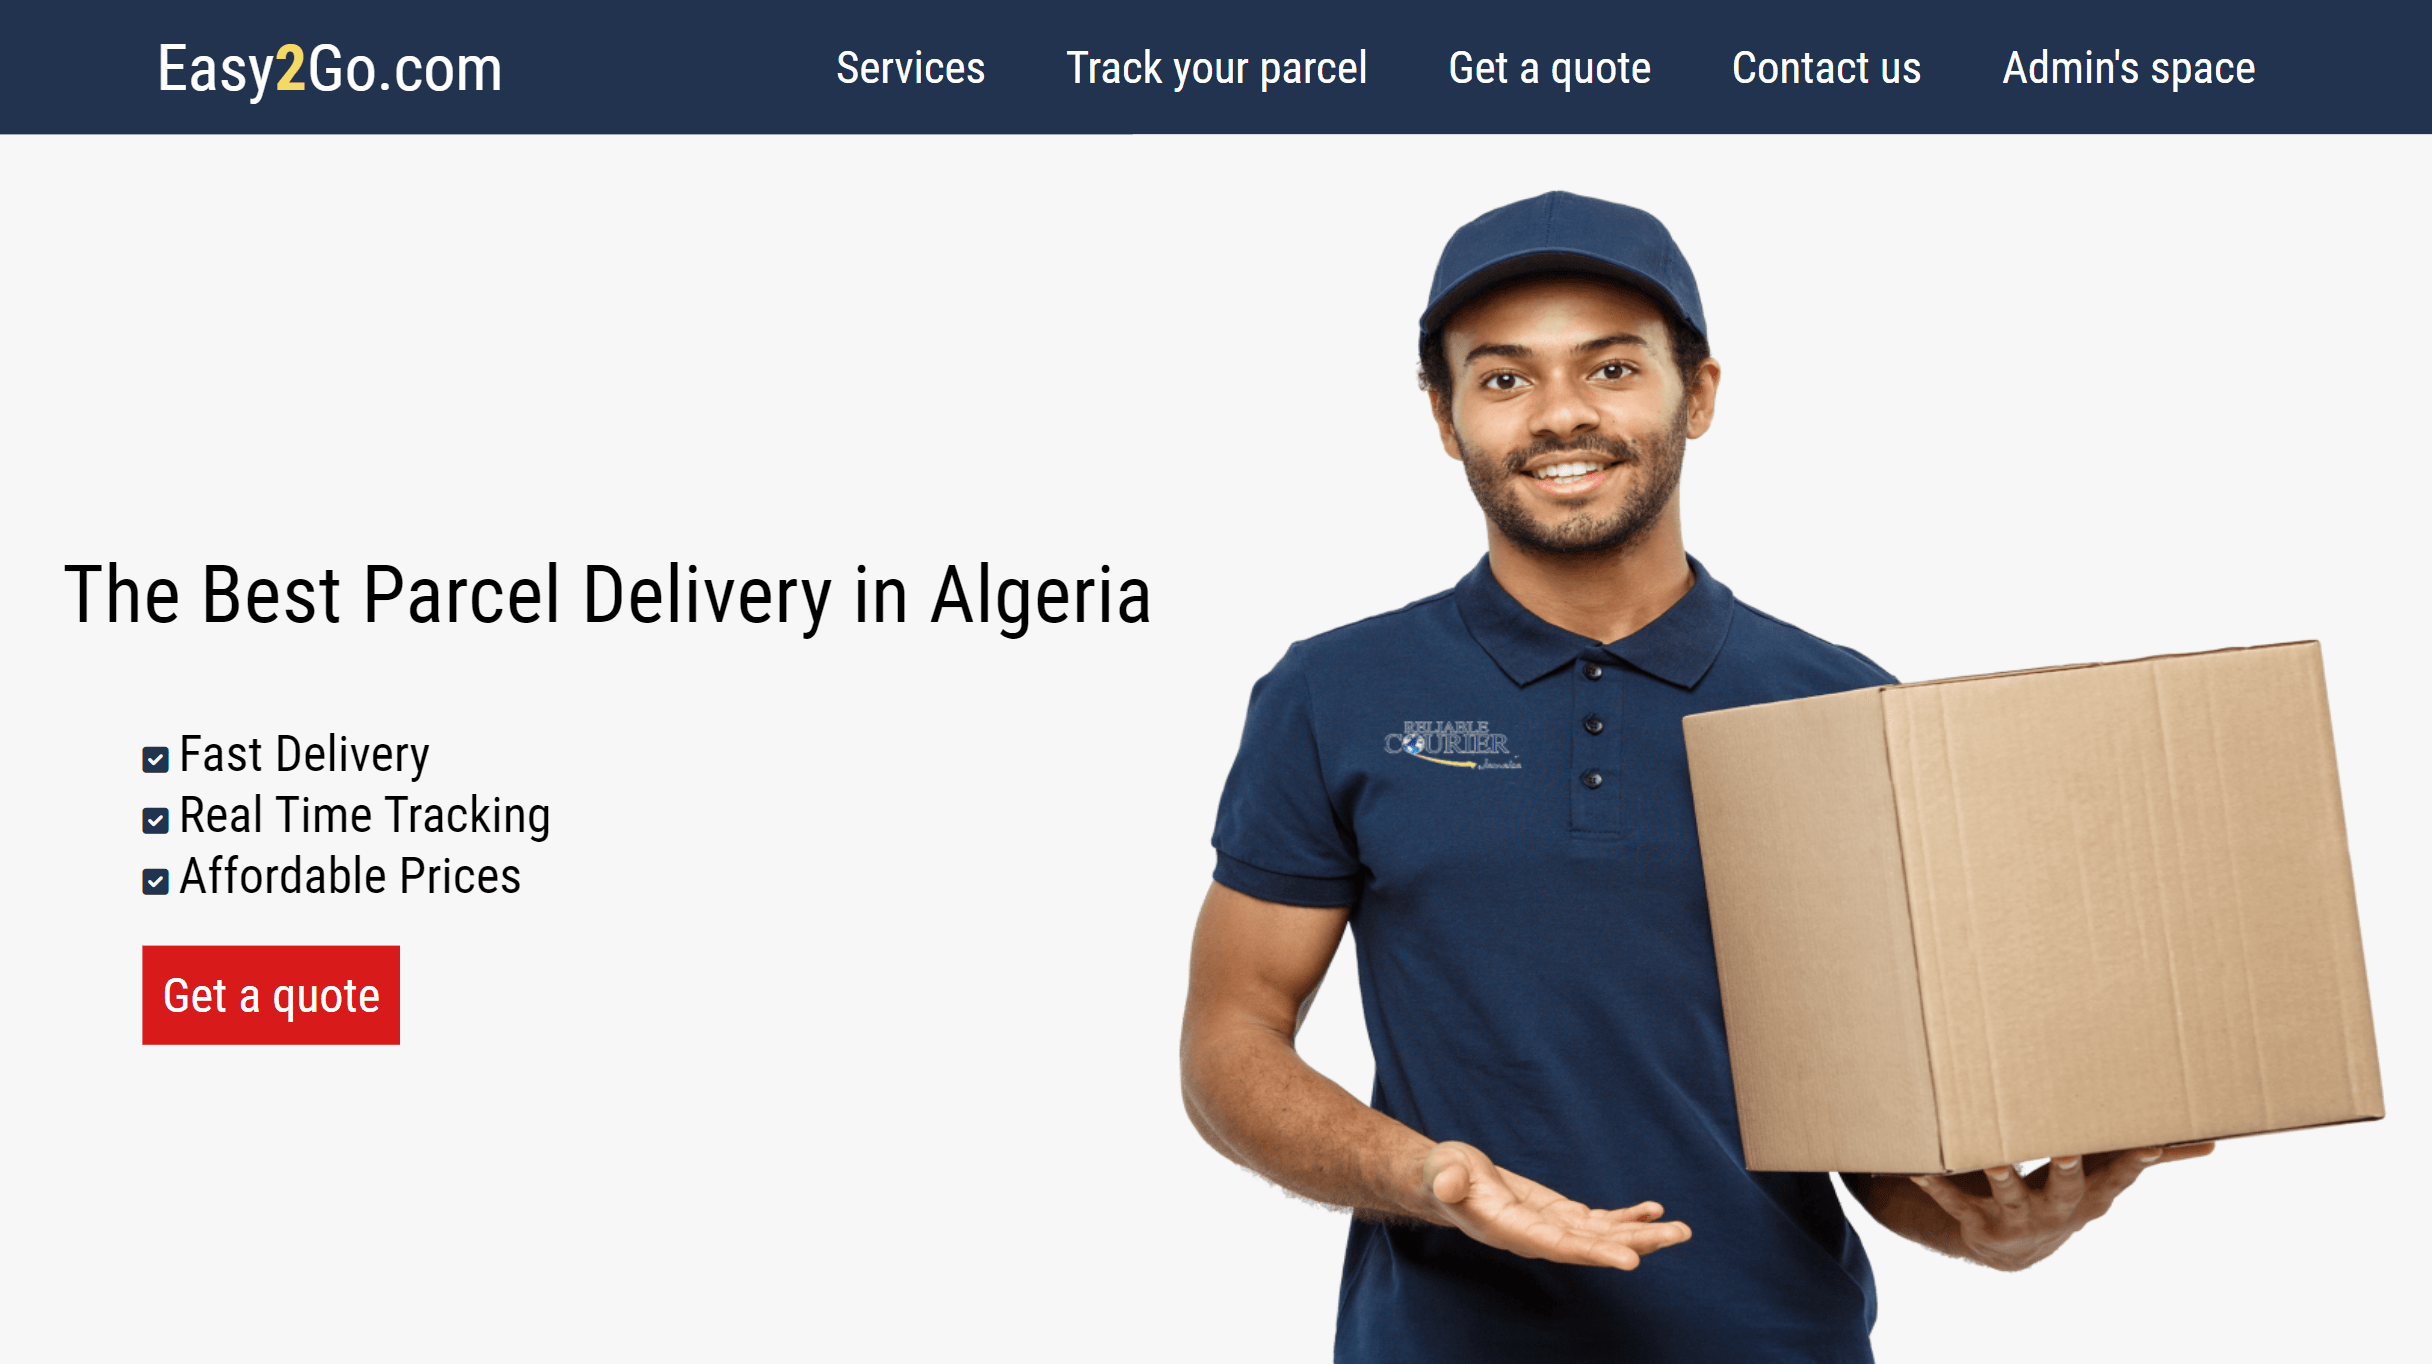 Easy2Go.com
Services
Track your parcel
Get a quote
Contact us
Admin's space
The Best Parcel Delivery in Algeria
RELIABLE
COURIER
Fast Delivery
Real Time Tracking
Affordable Prices
Get a quote